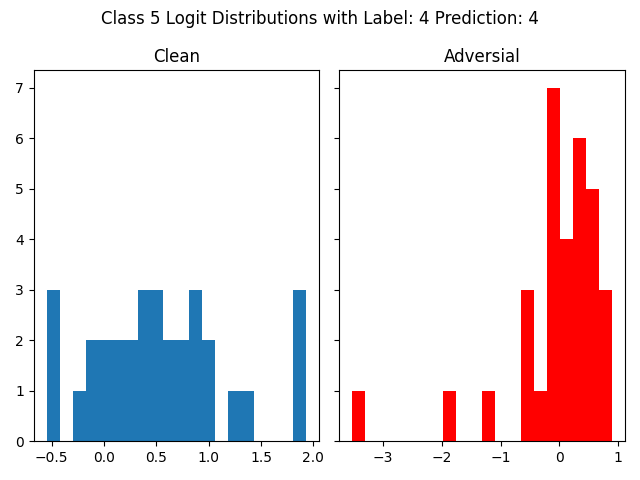 Class 5 Logit Distributions with Label: 4 Prediction: 4
Clean
Adversial
7
6
5
4
3
2
1
0
−0.5 0.0 0.5 1.0 1.5 2.0
−3 −2 −1 0 1